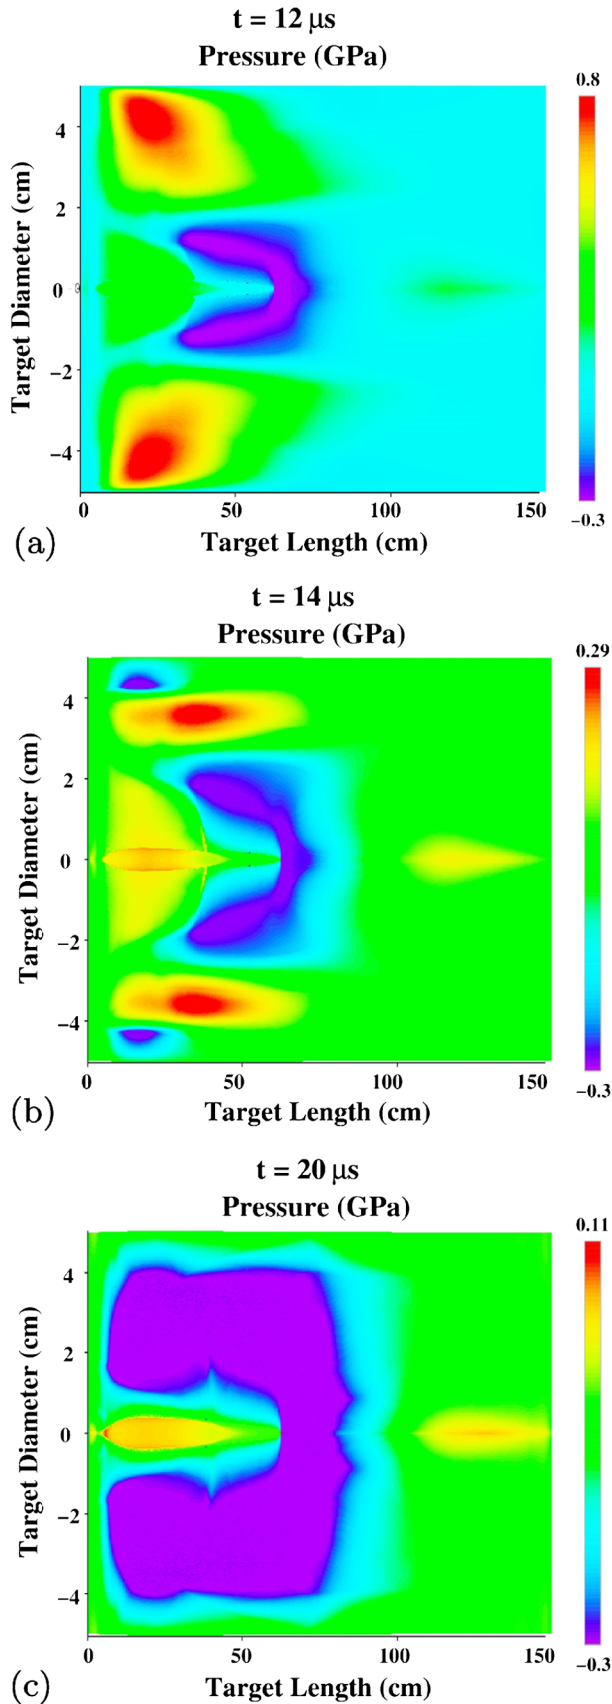 t = 12 μs
Pressure (GPa)
0.8
4
2
0
−2
−4
Target Diameter (cm)
−0.3
0 50 100 150
Target Length (cm)
(a)
t = 14 μs
Pressure (GPa)
0.29
4
2
0
−2
−4
Target Diameter (cm)
−0.3
0 50 100 150
Target Length (cm)
(b)
t = 20 μs
Pressure (GPa)
0.11
4
2
0
−2
−4
Target Diameter (cm)
−0.3
0 50 100 150
Target Length (cm)
(c)